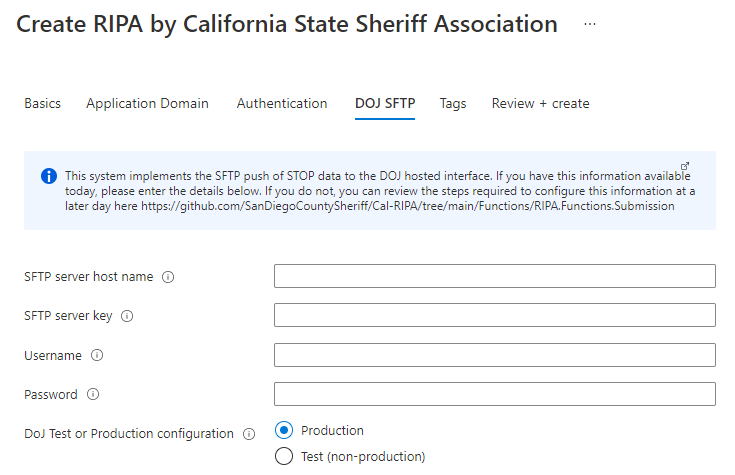 Create RIPA by California State Sheriff Association ...
Basics Application Domain Authentication DOJ SFTP Tags Review + create
This system implements the SFTP push of STOP data to the DOJ hosted interface. If you have this information available
today, please enter the details below. If you do not, you can review the steps required to configure this information at a
later day here https://github.com/SanDiegoCountySheriff/Cal-RIPA/tree/main/Functions/RIPA.Functions.Submission
SFTP server host name
SFTP server key
Username
Password
DoJ Test or Production configuration Production
Test (non-production)